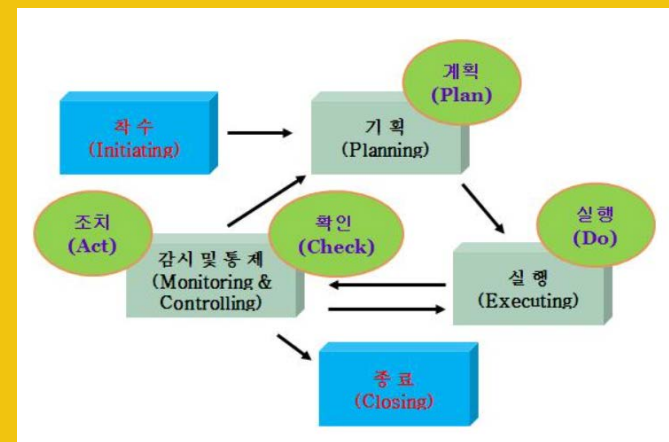 계획
(Plan)
착 수
(Initiating)
기 획
(Planning)
조치
(Act)
확인
(Check)
실행
(Do)
감시 및 통 제
(Monitoring &
Controlling)
실 행
(Executing)
종 료
(Closing)